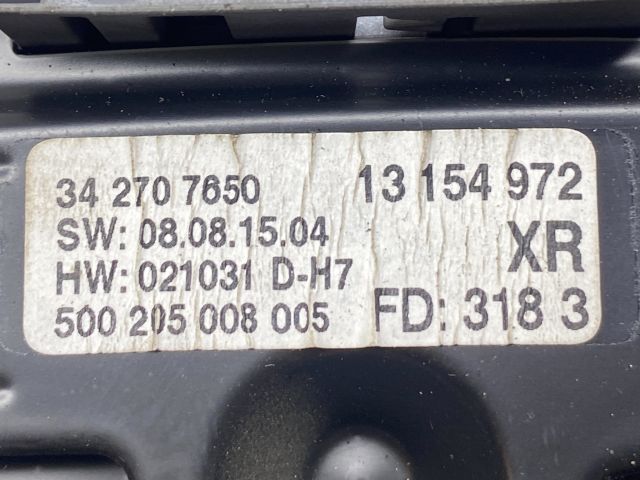 34 270 7650 13 154 972
SW: 08.08.15.04 XR
HW: 021031 D-H7
500 205 008 005 FD: 318 3